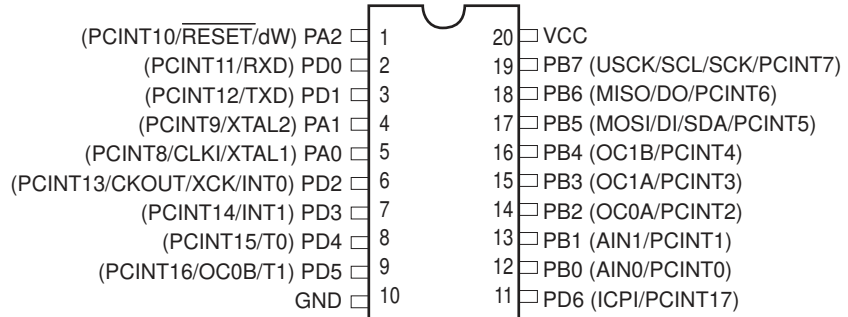 (PCINT10/RESET/dW) PA2 1 20 VCC
(PCINT11/RXD) PD0 2 19 PB7 (USCK/SCL/SCK/PCINT7)
(PCINT12/TXD) PD1 3 18 PB6 (MISO/DO/PCINT6)
(PCINT9/XTAL2) PA1 4 17 PB5 (MOSI/DI/SDA/PCINT5)
(PCINT8/CLKI/XTAL1) PA0 5 16 PB4 (OC1B/PCINT4)
(PCINT13/CKOUT/XCK/INT0) PD2 6 15 PB3 (OC1A/PCINT3)
(PCINT14/INT1) PD3 7 14 PB2 (OC0A/PCINT2)
(PCINT15/T0) PD4 8 13 PB1 (AIN1/PCINT1)
(PCINT16/OC0B/T1) PD5 9 12 PB0 (AIN0/PCINT0)
GND 10 11 PD6 (ICPI/PCINT17)